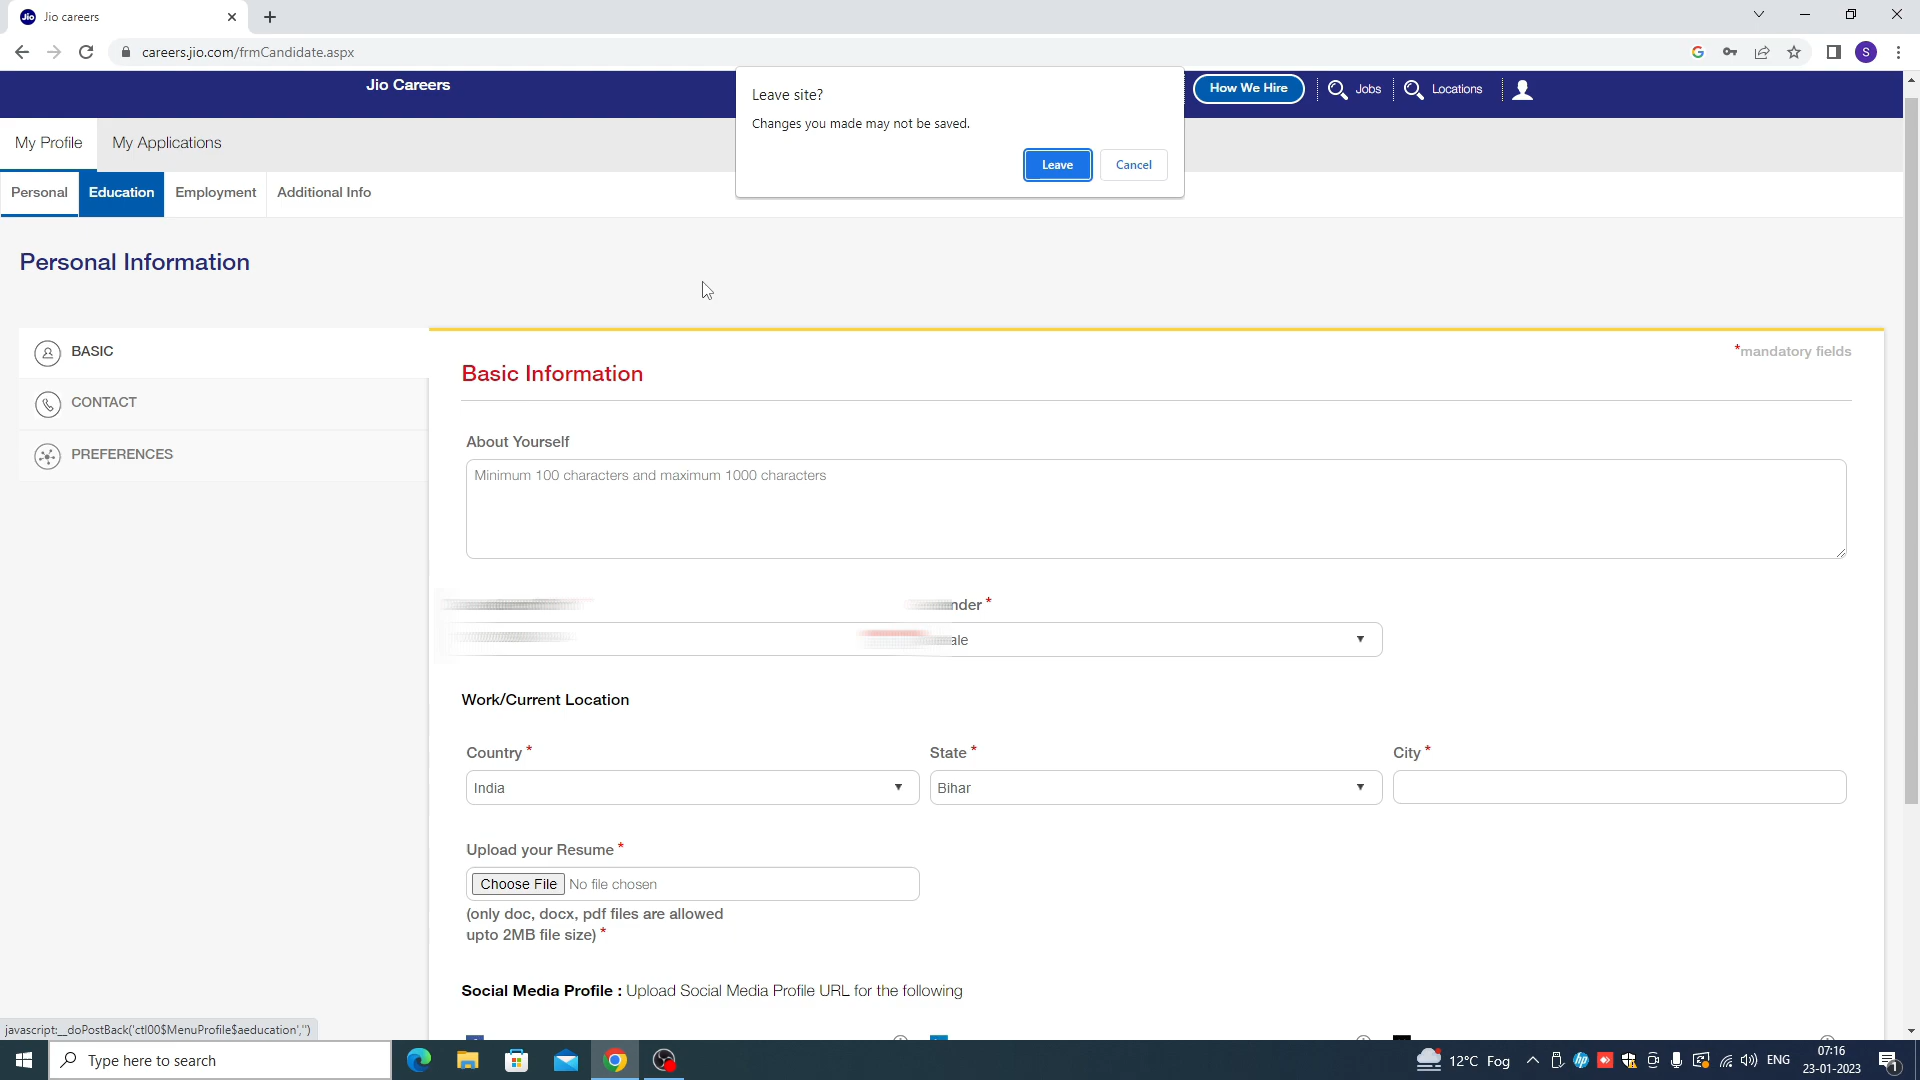 Jio careers
careers.jio.com/frmCandidate.aspx
S
Jio Careers
How We Hire
Jobs
Locations
Leave site?
Changes you made may not be saved.
Leave
Cancel
My Profile
My Applications
Personal
Education
Employment
Additional Info
Personal Information
BASIC
CONTACT
PREFERENCES
*mandatory fields
Basic Information
About Yourself
Minimum 100 characters and maximum 1000 characters
nder *
ale
Work/Current Location
Country *
State *
City *
India
Bihar
Upload your Resume *
Choose File No file chosen
(only doc, docx, pdf files are allowed
upto 2MB file size) *
Social Media Profile : Upload Social Media Profile URL for the following
javascript:__doPostBack('ctl00$MenuProfile$aeducation','')
Type here to search
12°C Fog
ENG
07:16
23-01-2023
1